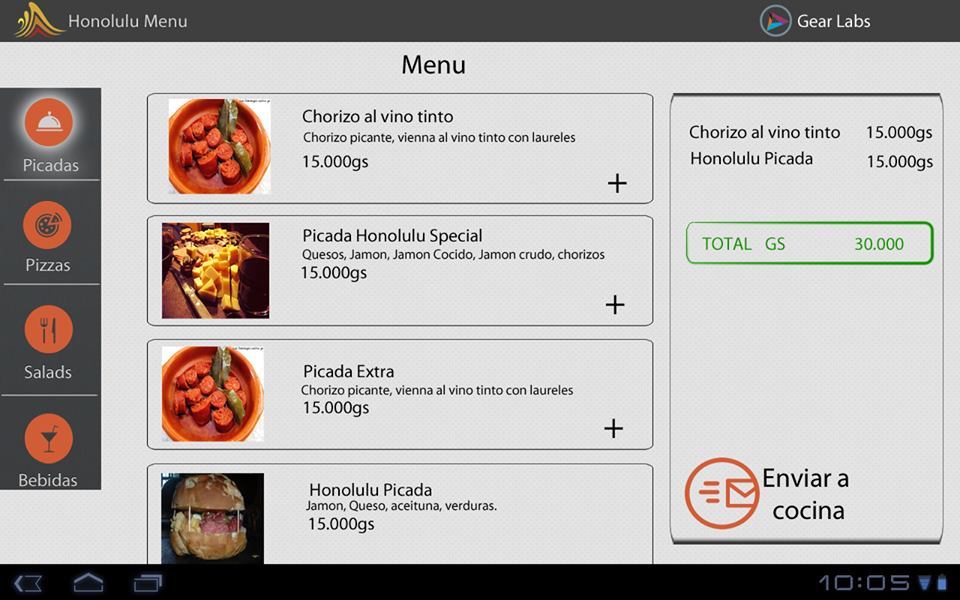 Honolulu Menu
Gear Labs
Menu
Picadas
Pizzas
Salads
Bebidas
Chorizo al vino tinto
Chorizo picante, vienna al vino tinto con laureles
15.000gs
+
Picada Honolulu Special
Quesos, Jamon, Jamon Cocido, Jamon crudo, chorizos
15.000gs
+
Picada Extra
Chorizo picante, vienna al vino tinto con laureles
15.000gs
+
Honolulu Picada
Jamon, Queso, aceituna, verduras.
15.000gs
Chorizo al vino tinto 15.000gs
Honolulu Picada 15.000gs
TOTAL GS 30.000
Enviar a
cocina
10:05